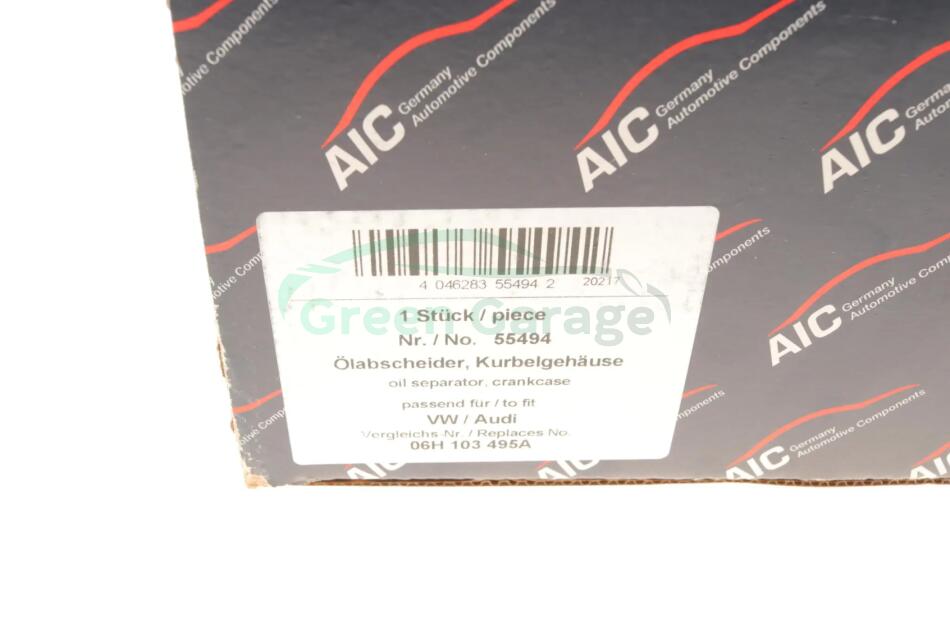 AIC Germany
Automotive Components
AIC Germany
Automotive Components
AIC Germany
Automotive Components
AIC Germany
Automotive Components
Automotive Components
4 046283 55494 2
20217
1 Stück / piece
Green Garage
Nr. / No. 55494
Ölabscheider, Kurbelgehäuse
oil separator, crankcase
passend für / to fit
VW / Audi
Vergleichs-Nr. / Replaces No.
06H 103 495A